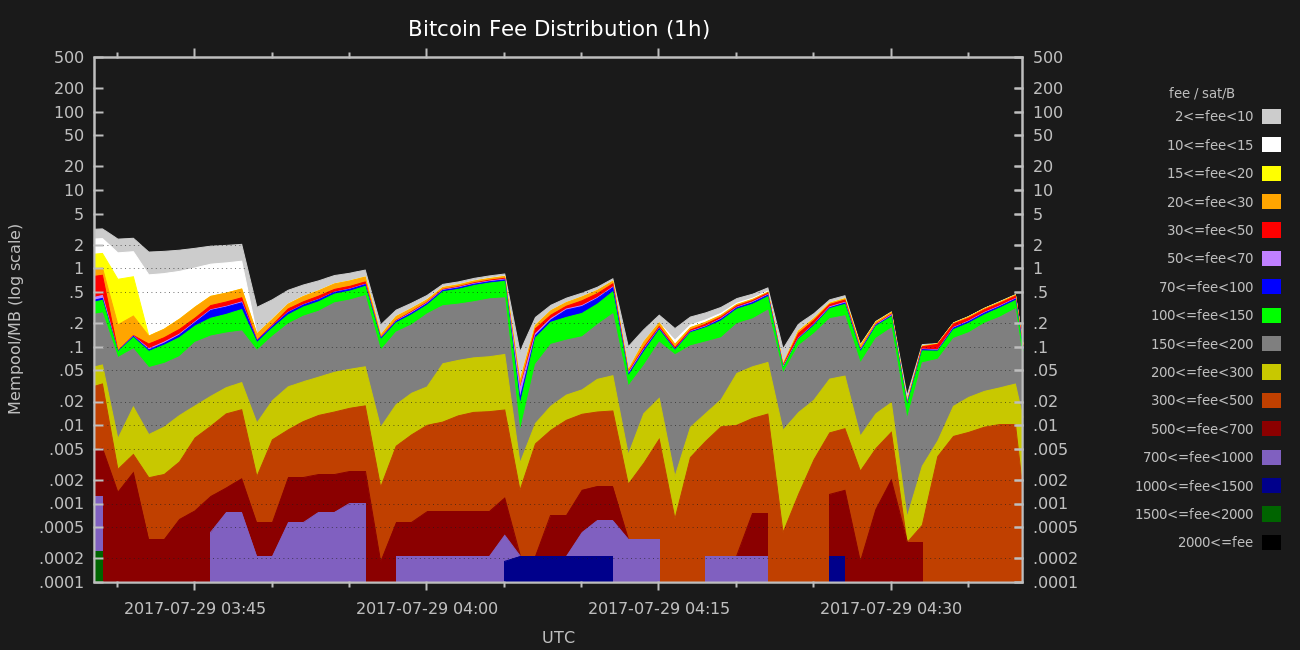 Bitcoin Fee Distribution (1h)
500 500
200 200
100 100
50 50
20 20
10 10
5 5
2 2
1 1
.5 .5
.2 .2
.1 .1
.05 .05
.02 .02
.01 .01
.005 .005
.002 .002
.001 .001
.0005 .0005
.0002 .0002
.0001 .0001
Mempool/MB (log scale)
2017-07-29 03:45 2017-07-29 04:00 2017-07-29 04:15 2017-07-29 04:30
UTC
fee / sat/B
2<=fee<10
10<=fee<15
15<=fee<20
20<=fee<30
30<=fee<50
50<=fee<70
70<=fee<100
100<=fee<150
150<=fee<200
200<=fee<300
300<=fee<500
500<=fee<700
700<=fee<1000
1000<=fee<1500
1500<=fee<2000
2000<=fee